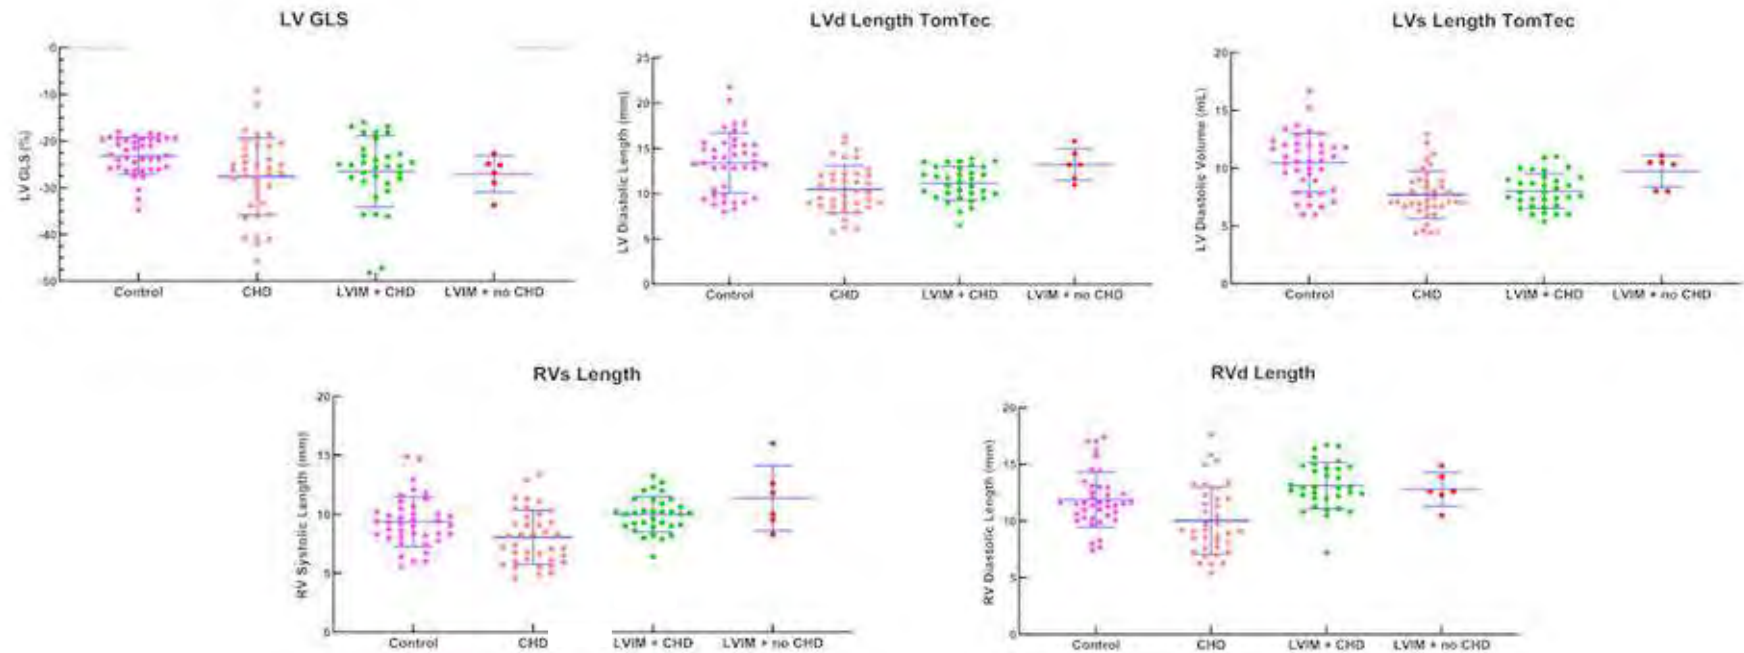 LV GLS
LV GLS (%)
-0
-10
-20
-30
-40
-50
Control CHD LVIM + CHD LVIM + no CHD
LVd Length TomTec
LV Diastolic Length (mm)
25
20
15
10
5
0
Control CHD LVIM + CHD LVIM + no CHD
LVs Length TomTec
LV Diastolic Volume (mL)
20
15
10
5
0
Control CHD LVIM + CHD LVIM + no CHD
RVs Length
RV Systolic Length (mm)
20
15
10
5
0
Control CHD LVIM + CHD LVIM + no CHD
RVd Length
RV Diastolic Length (mm)
20
15
10
5
0
Control CHD LVIM + CHD LVIM + no CHD